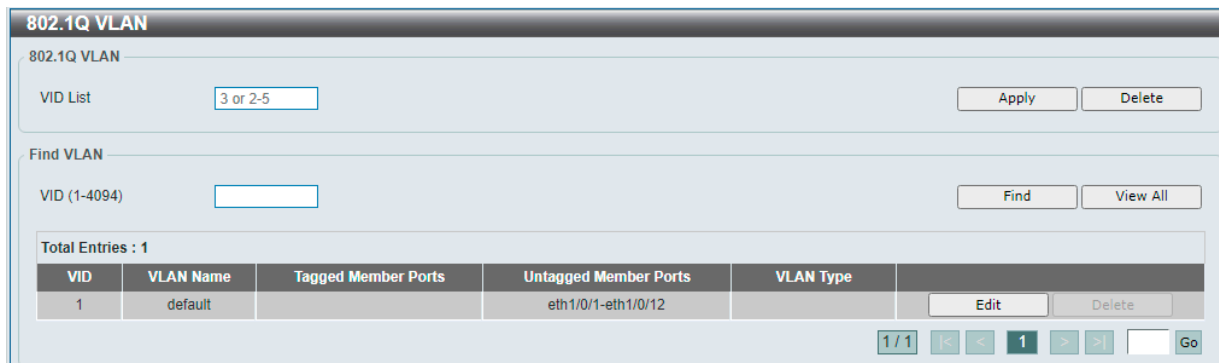 802.1Q VLAN
802.1Q VLAN
VID List 3 or 2-5 Apply Delete
Find VLAN
VID (1-4094) Find View All
Total Entries : 1
VID VLAN Name Tagged Member Ports Untagged Member Ports VLAN Type
1 default eth1/0/1-eth1/0/12 Edit Delete
1 / 1 |< < 1 > >| Go